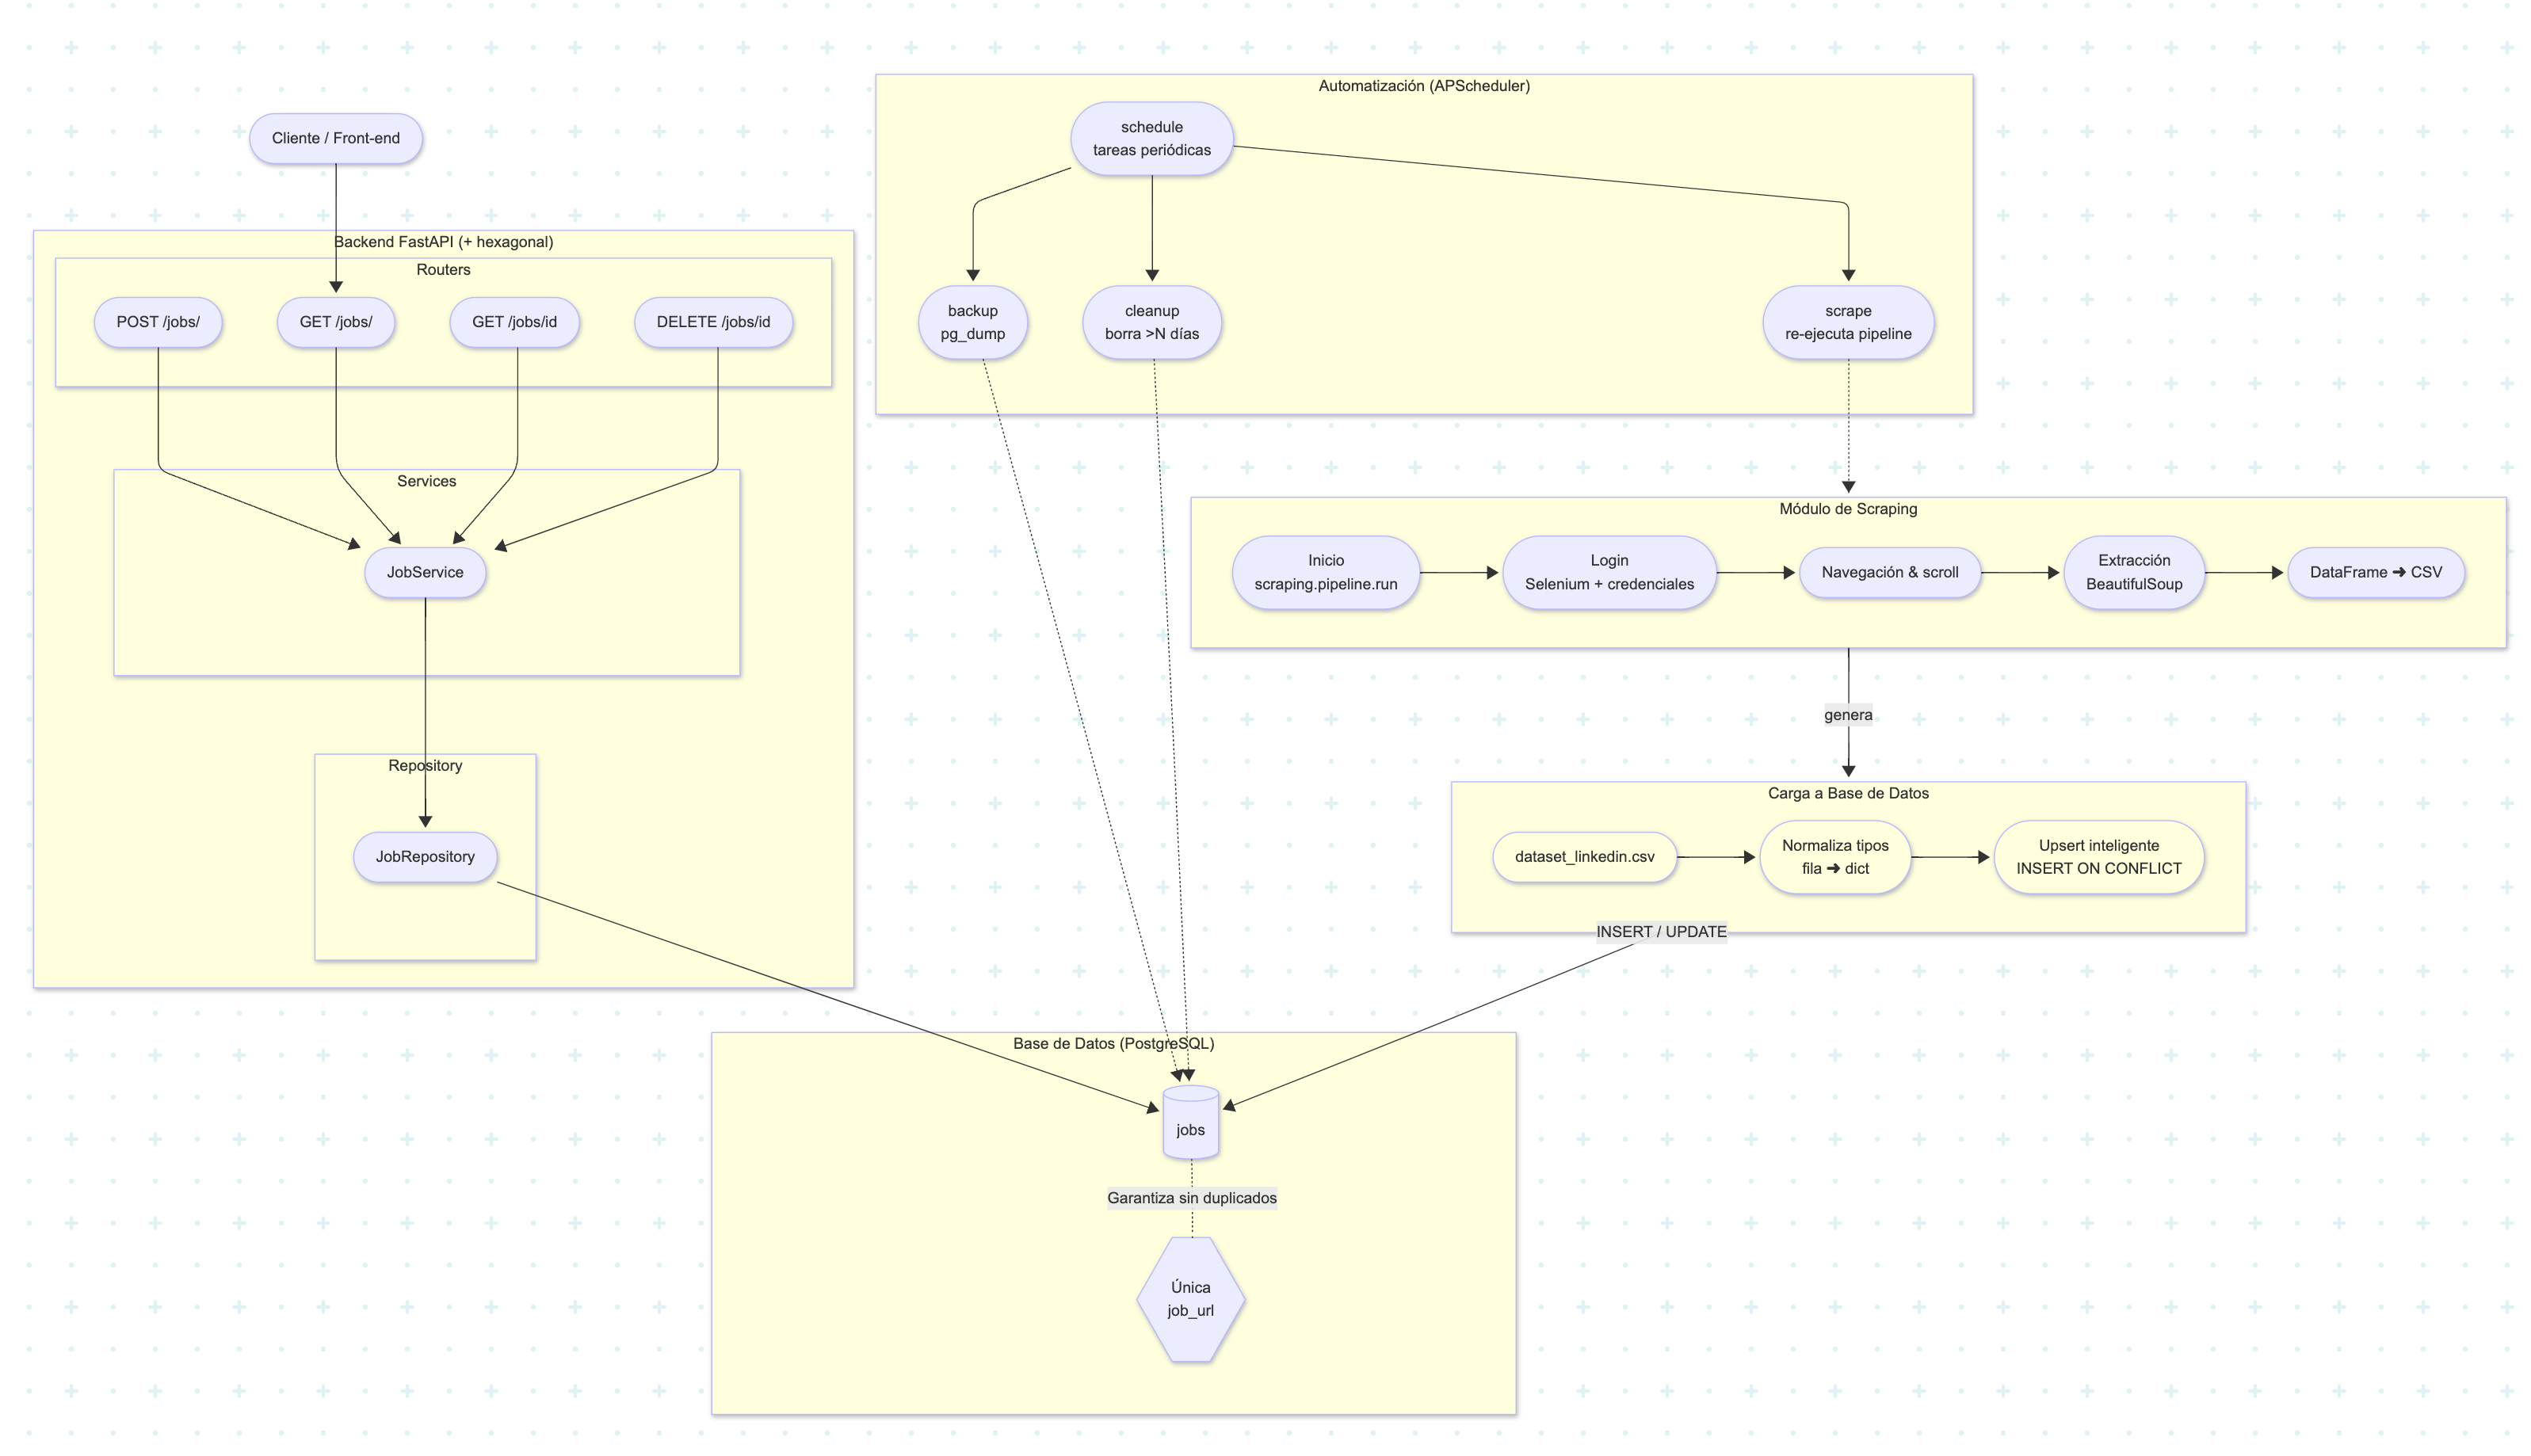 Automatización (APScheduler)
schedule
tareas periódicas
Cliente / Front-end
Backend FastAPI (+ hexagonal)
Routers
POST /jobs/
GET /jobs/
GET /jobs/id
DELETE /jobs/id
backup
pg_dump
cleanup
borra >N días
scrape
re-ejecuta pipeline
Services
JobService
Módulo de Scraping
Inicio
scraping.pipeline.run
Login
Selenium + credenciales
Navegación & scroll
Extracción
BeautifulSoup
DataFrame ➜ CSV
genera
Repository
JobRepository
Carga a Base de Datos
dataset_linkedin.csv
Normaliza tipos
fila ➜ dict
Upsert inteligente
INSERT ON CONFLICT
INSERT / UPDATE
Base de Datos (PostgreSQL)
jobs
Garantiza sin duplicados
Única
job_url